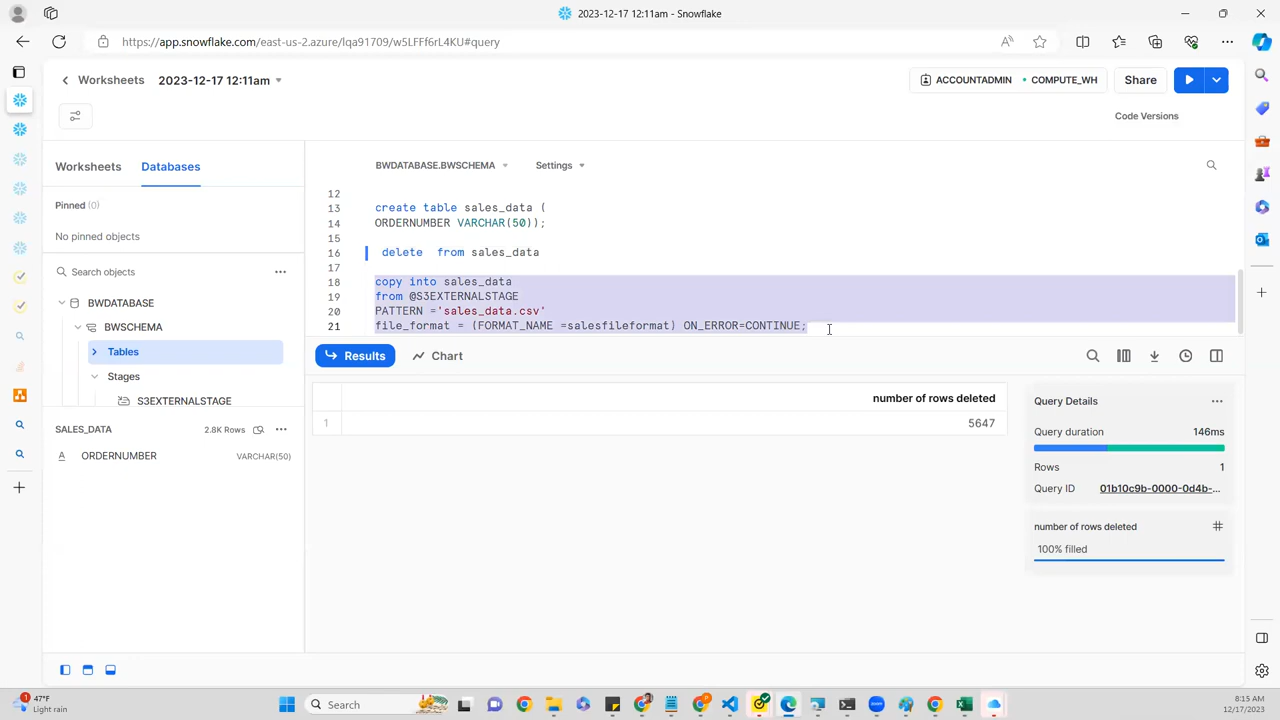 2023-12-17 12:11am - Snowflake
https://app.snowflake.com/east-us-2.azure/lqa91709/w5LFFf6rL4KU#query
Worksheets 2023-12-17 12:11am
ACCOUNTADMIN • COMPUTE_WH Share
Code Versions
Worksheets Databases
BWDATABASE.BWSCHEMA Settings
Pinned (0)
No pinned objects
Search objects
BWDATABASE
BWSCHEMA
Tables
Stages
S3EXTERNALSTAGE
SALES_DATA 2.8K Rows
ORDERNUMBER VARCHAR(50)
12
13 create table sales_data (
14 ORDERNUMBER VARCHAR(50));
15
16 delete from sales_data
17
18 copy into sales_data
19 from @S3EXTERNALSTAGE
20 PATTERN ='sales_data.csv'
21 file_format = (FORMAT_NAME =salesfileformat) ON_ERROR=CONTINUE;
Results Chart
number of rows deleted
1 5647
Query Details
Query duration 146ms
Rows 1
Query ID 01b10c9b-0000-0d4b-...
number of rows deleted
100% filled
1 47°F
Light rain
Search
8:15 AM
12/17/2023